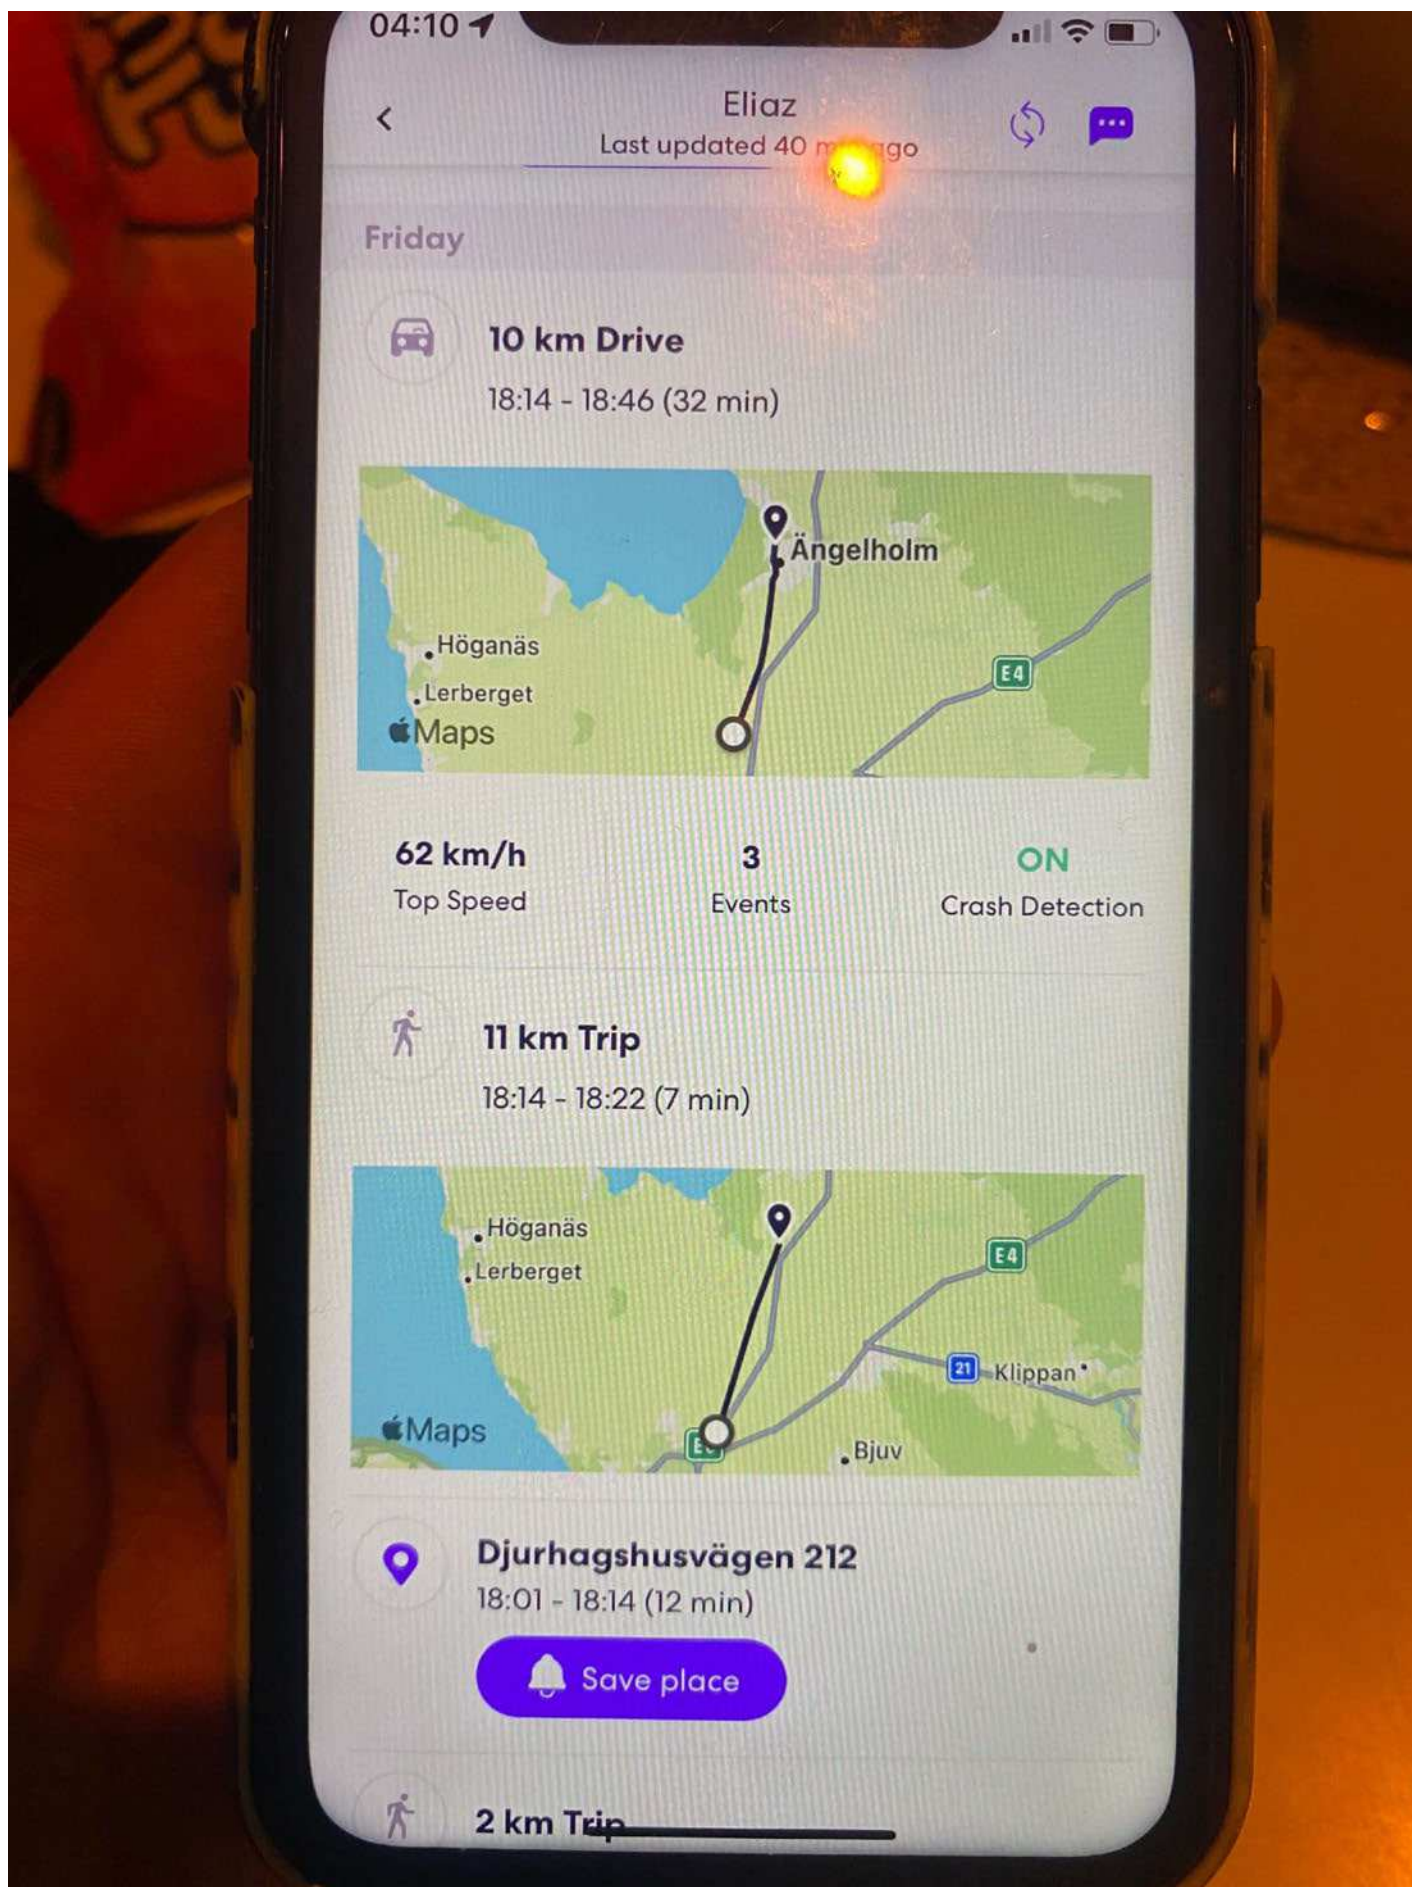 04:10
Eliaz
Last updated 40 ago
Friday
10 km Drive
18:14 - 18:46 (32 min)
Ängelholm
Höganäs
Lerberget
E4
Maps
62 km/h
3
ON
Top Speed
Events
Crash Detection
11 km Trip
18:14 - 18:22 (7 min)
Höganäs
Lerberget
E4
21
Klippan
Maps
Bjuv
Djurhagshusvägen 212
18:01 - 18:14 (12 min)
Save place
2 km Trip